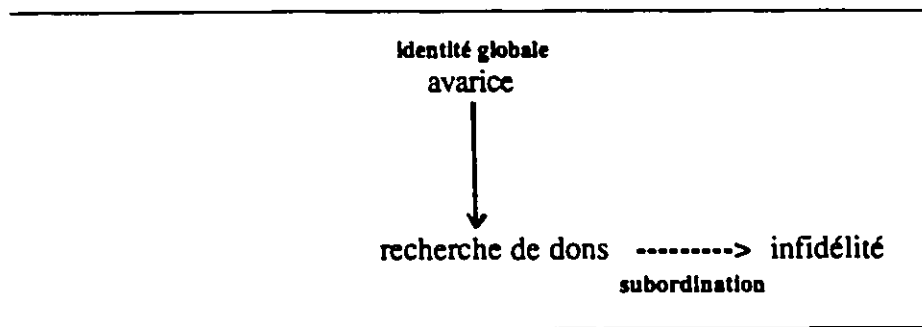 identité globale
avarice
recherche de dons ---------> infidélité
subordination